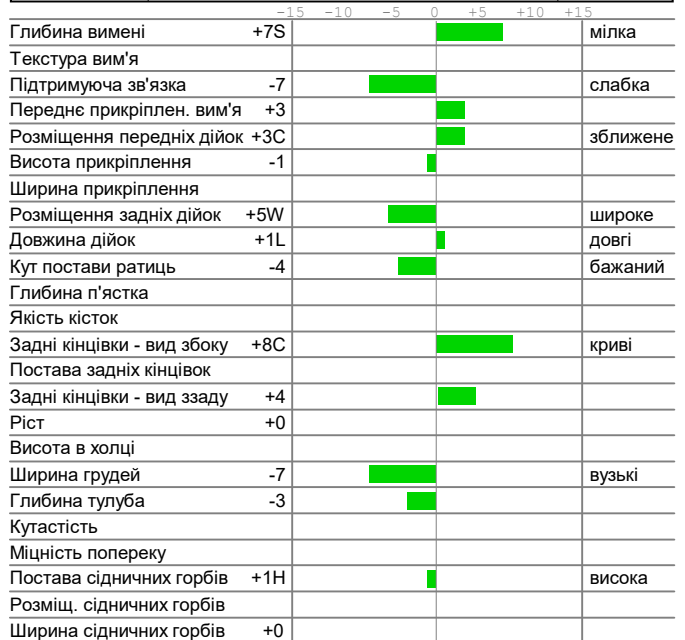 -15 -10 -5 0 +5 +10 +15
Глибина вимені +7S мілка
Текстура вим'я
Підтримуюча зв'язка -7 слабка
Переднє прикріплен. вим'я +3
Розміщення передніх дійок +3C зближене
Висота прикріплення -1
Ширина прикріплення
Розміщення задніх дійок +5W широке
Довжина дійок +1L довгі
Кут постави ратиць -4 бажаний
Глибина п'ястка
Якість кісток
Задні кінцівки - вид збоку +8C криві
Постава задніх кінцівок
Задні кінцівки - вид ззаду +4
Ріст +0
Висота в холці
Ширина грудей -7 вузькі
Глибина тулуба -3
Кутастість
Міцність попереку
Постава сідничних горбів +1H висока
Розміщ. сідничних горбів
Ширина сідничних горбів +0